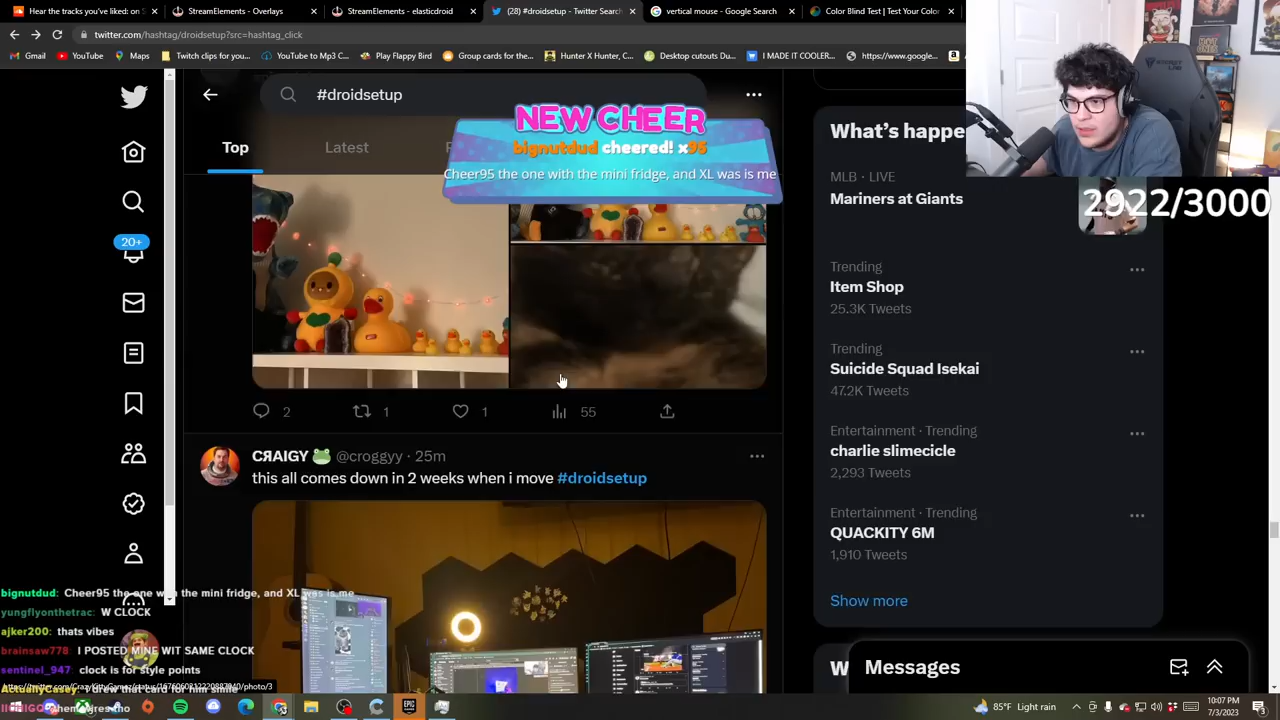 Hear the tracks you've liked: on S
StreamElements - Overlays
StreamElements - elasticdroid
#droidsetup - Twitter Search
vertical mouse - Google Search
Color Blind Test | Test Your Color
twitter.com/hashtag/droidsetup?src=hashtag_click
Gmail
YouTube
Maps
Twitch clips for you...
YouTube to Mp3 C...
Play Flappy Bird
Group carp
Hunter X Hunter, C...
Desktop cutouts Du...
I MADE IT COOLER...
https://www.google...
#droidsetup
Top
Latest
NEW CHEER
bignutdud cheered! x95
Cheer95 the one with the mini fridge, and XL was is me
What's happe
MLB · LIVE
Mariners at Giants
2922/3000
20+
Trending
Item Shop
25.3K Tweets
Trending
Suicide Squad Isekai
47.2K Tweets
Entertainment · Trending
charlie slimecicle
2,293 Tweets
Entertainment · Trending
QUACKITY 6M
1,910 Tweets
Show more
2
1
1
55
CЯAIGY 🐸 @croggyy · 25m
this all comes down in 2 weeks when i move #droidsetup
bignutdud: Cheer95 the one with the mini fridge, and XL was is me
yungflyonthetrac: W CLOCK
ajker200: thats vibes
brainsaw778: I POSTED MINE WIT SAME CLOCK
sentinel_947: clock is for style points
Messages
85°F Light rain
10:07 PM
7/3/2023